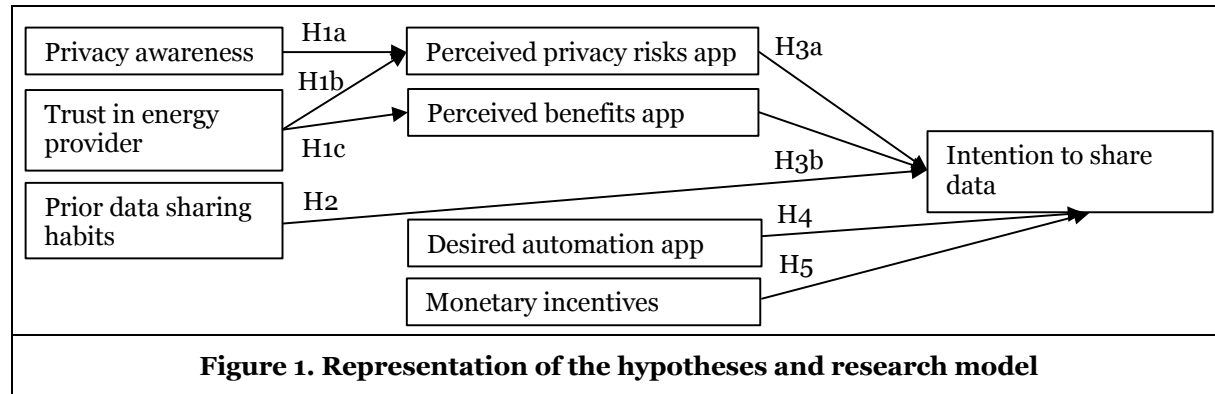 Privacy awareness
H1a
Perceived privacy risks app
H3a
H1b
Trust in energy
provider
Perceived benefits app
H1c
Intention to share
data
H3b
Prior data sharing
habits
H2
Desired automation app
H4
H5
Monetary incentives
Figure 1. Representation of the hypotheses and research model